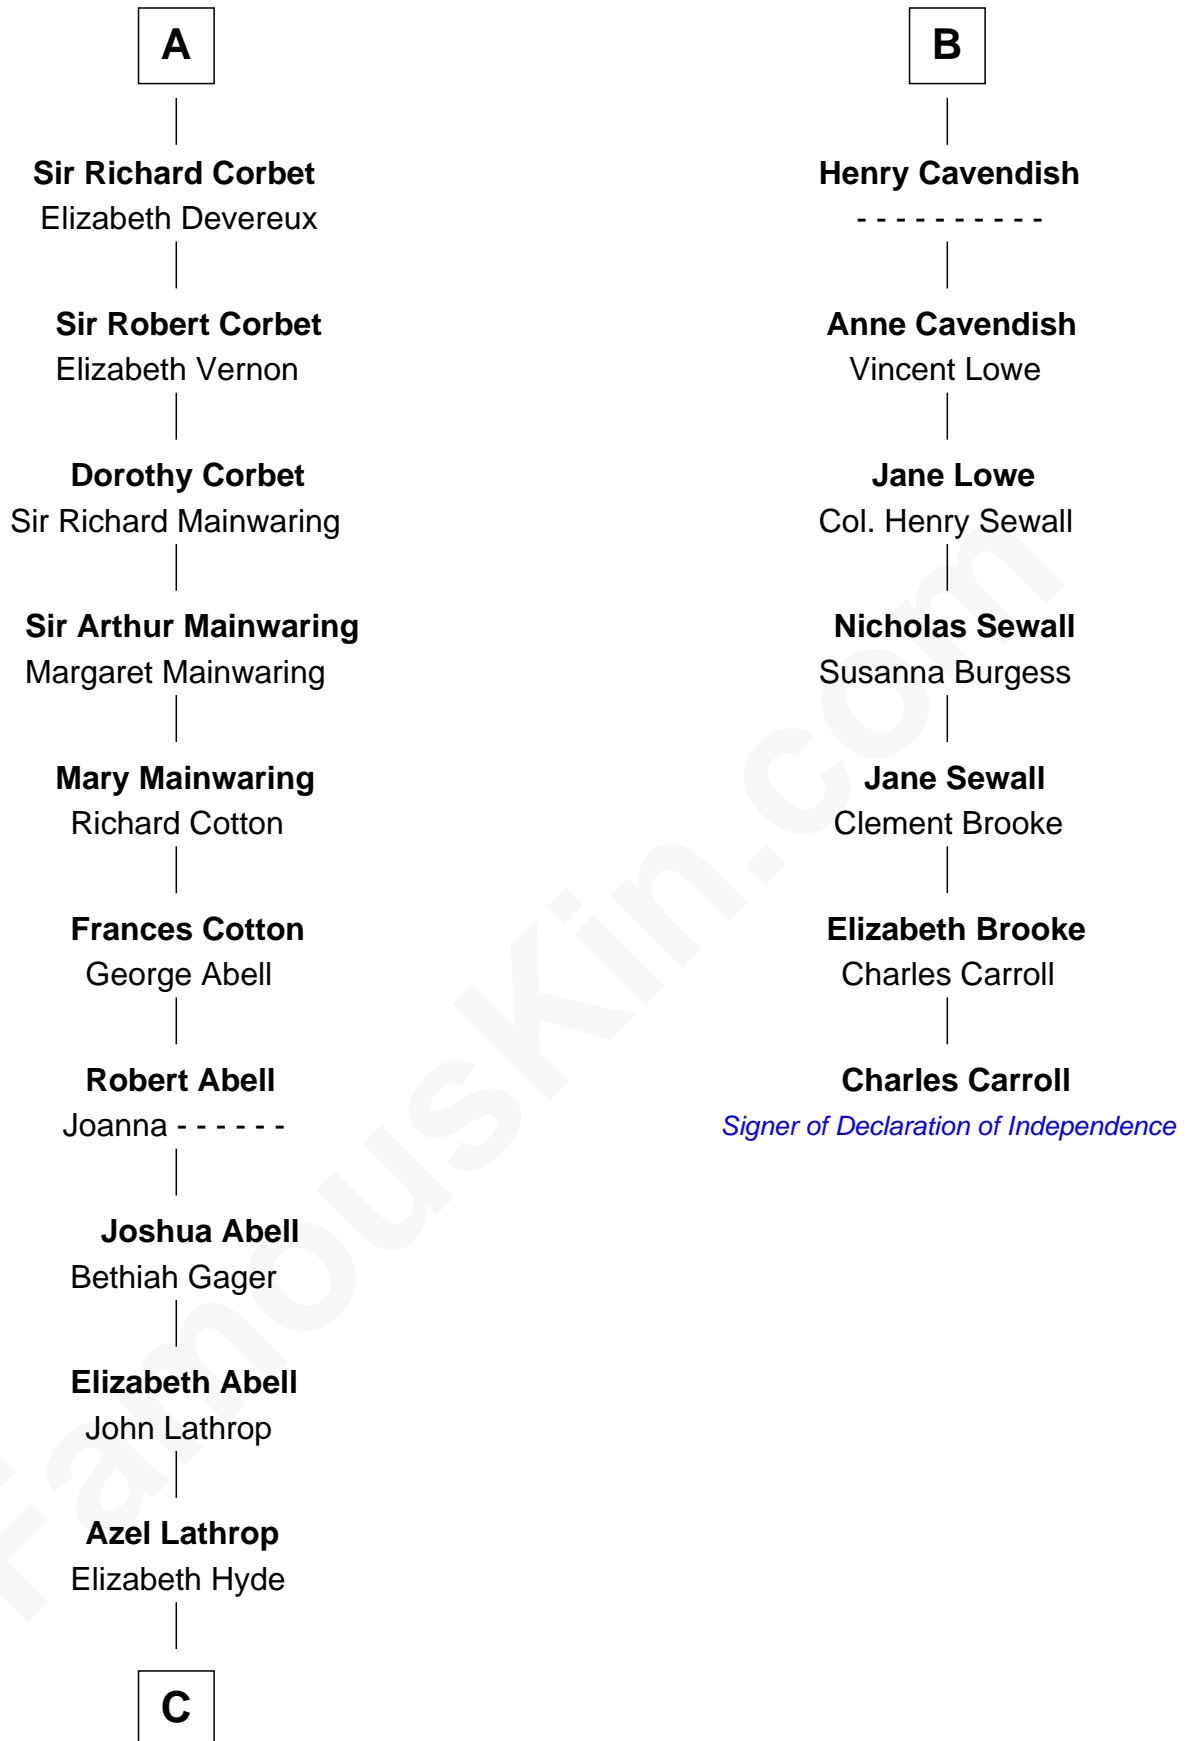 A
Sir Richard Corbet
Elizabeth Devereux
Sir Robert Corbet
Elizabeth Vernon
Dorothy Corbet
Sir Richard Mainwaring
Sir Arthur Mainwaring
Margaret Mainwaring
Mary Mainwaring
Richard Cotton
Frances Cotton
George Abell
Robert Abell
Joanna - - - - - -
Joshua Abell
Bethiah Gager
Elizabeth Abell
John Lathrop
Azel Lathrop
Elizabeth Hyde
C
B
Henry Cavendish
- - - - - - - - - -
Anne Cavendish
Vincent Lowe
Jane Lowe
Col. Henry Sewall
Nicholas Sewall
Susanna Burgess
Jane Sewall
Clement Brooke
Elizabeth Brooke
Charles Carroll
Charles Carroll
Signer of Declaration of Independence
FamousKin.com